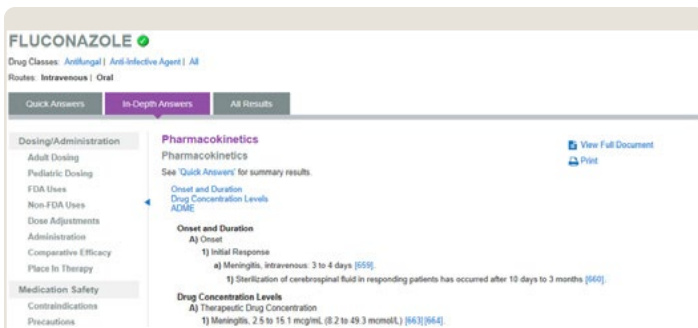 FLUCONAZOLE
Drug Classes: Antifungal | Anti-Infective Agent | All
Routes: Intravenous | Oral
Quick Answers In-Depth Answers All Results
Dosing/Administration
Adult Dosing
Pediatric Dosing
FDA Uses
Non-FDA Uses
Dose Adjustments
Administration
Comparative Efficacy
Place In Therapy
Medication Safety
Contraindications
Precautions
Pharmacokinetics
Pharmacokinetics
See 'Quick Answers' for summary results.
Onset and Duration
Drug Concentration Levels
ADME
Onset and Duration
A) Onset
1) Initial Response
a) Meningitis, intravenous: 3 to 4 days [659].
1) Sterilization of cerebrospinal fluid in responding patients has occurred after 10 days to 3 months [660].
Drug Concentration Levels
A) Therapeutic Drug Concentration
1) Meningitis, 2.5 to 15.1 mcg/mL (8.2 to 49.3 mcmol/L) [663][664].
View Full Document
Print